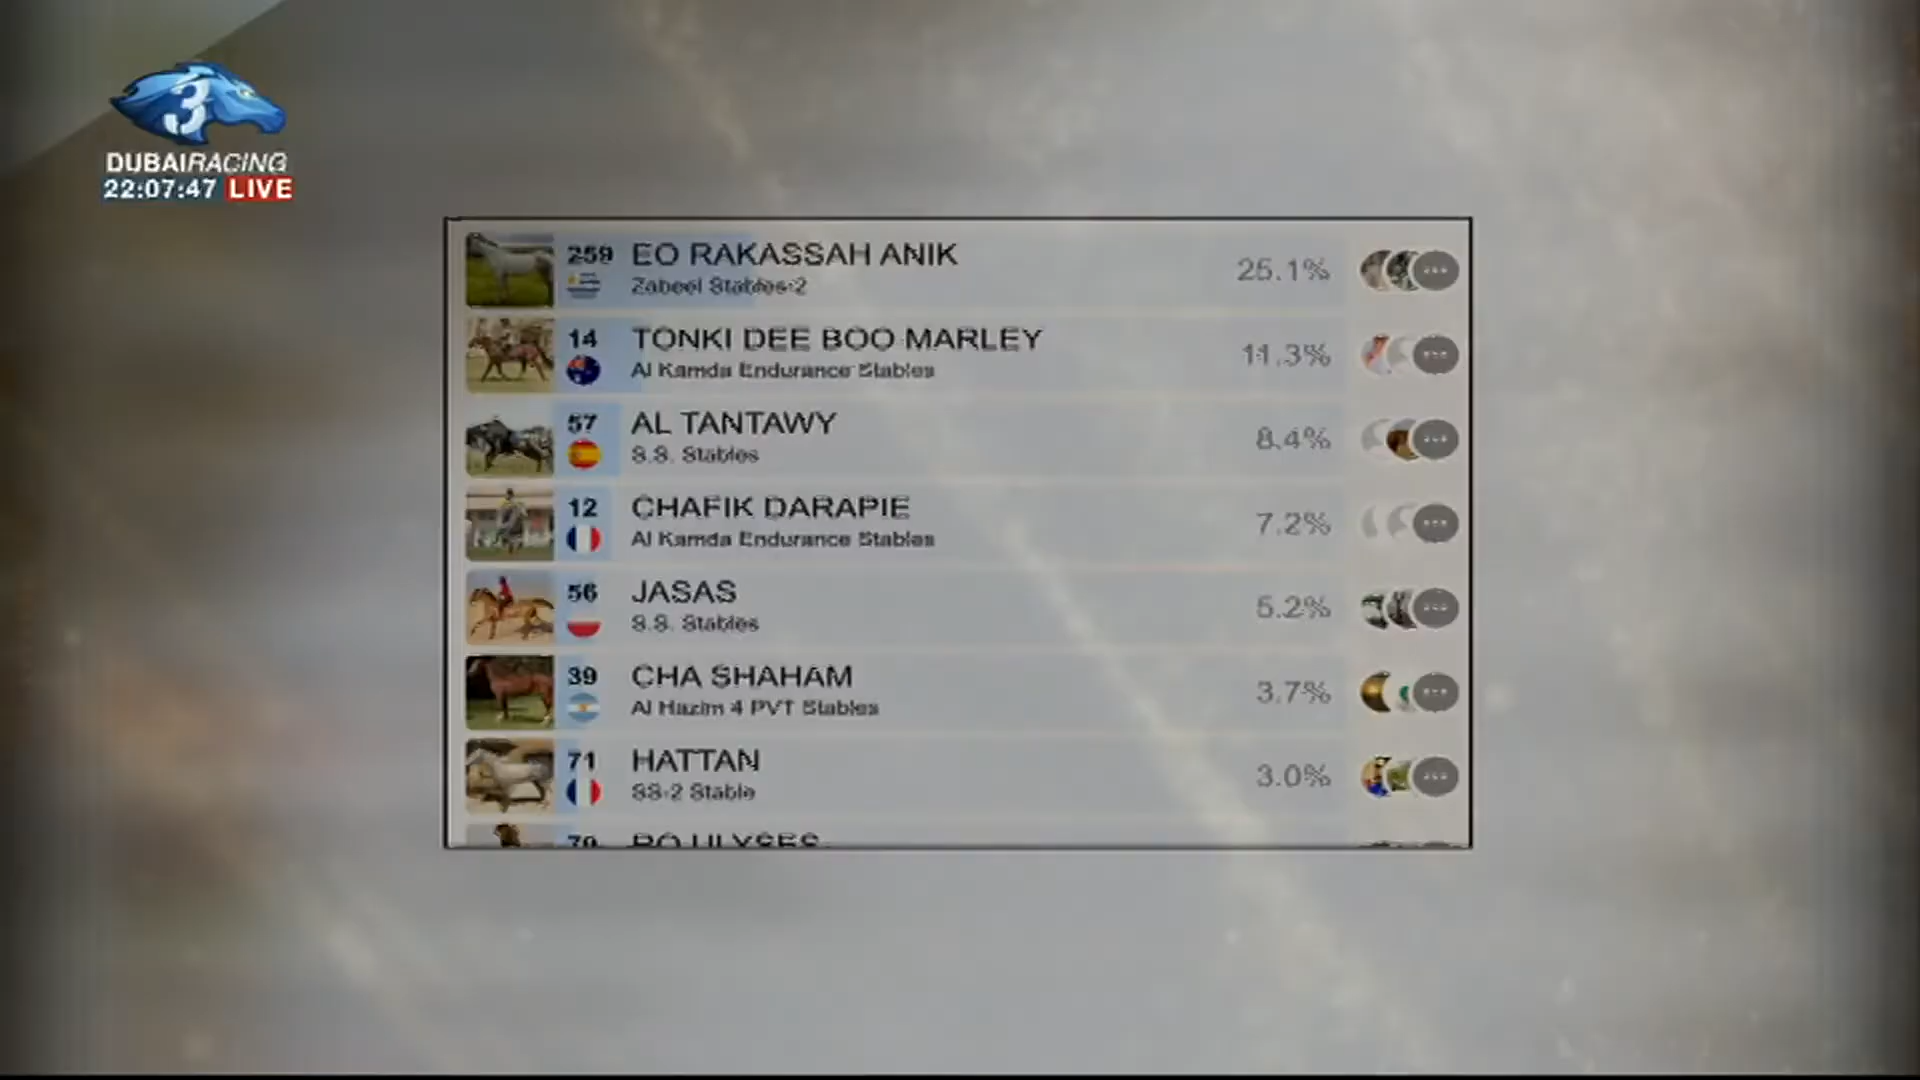 3
DUBAIRACING
22:07:47 LIVE
259 EO RAKASSAH ANIK 25.1%
Zabeel Stables-2
14 TONKI DEE BOO MARLEY 11.3%
Al Kamda Endurance Stables
57 AL TANTAWY 8.4%
S.S. Stables
12 CHAFIK DARAPIE 7.2%
Al Kamda Endurance Stables
56 JASAS 5.2%
S.S. Stables
39 CHA SHAHAM 3.7%
Al Hazim 4 PVT Stables
71 HATTAN 3.0%
SS-2 Stable
ULYSES